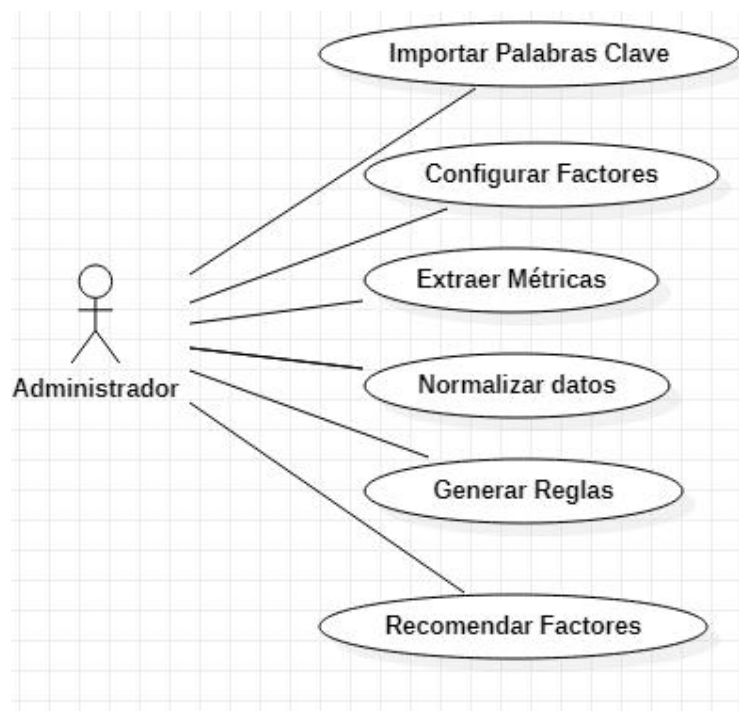 Importar Palabras Clave
Configurar Factores
Extraer Métricas
Normalizar datos
Administrador
Generar Reglas
Recomendar Factores